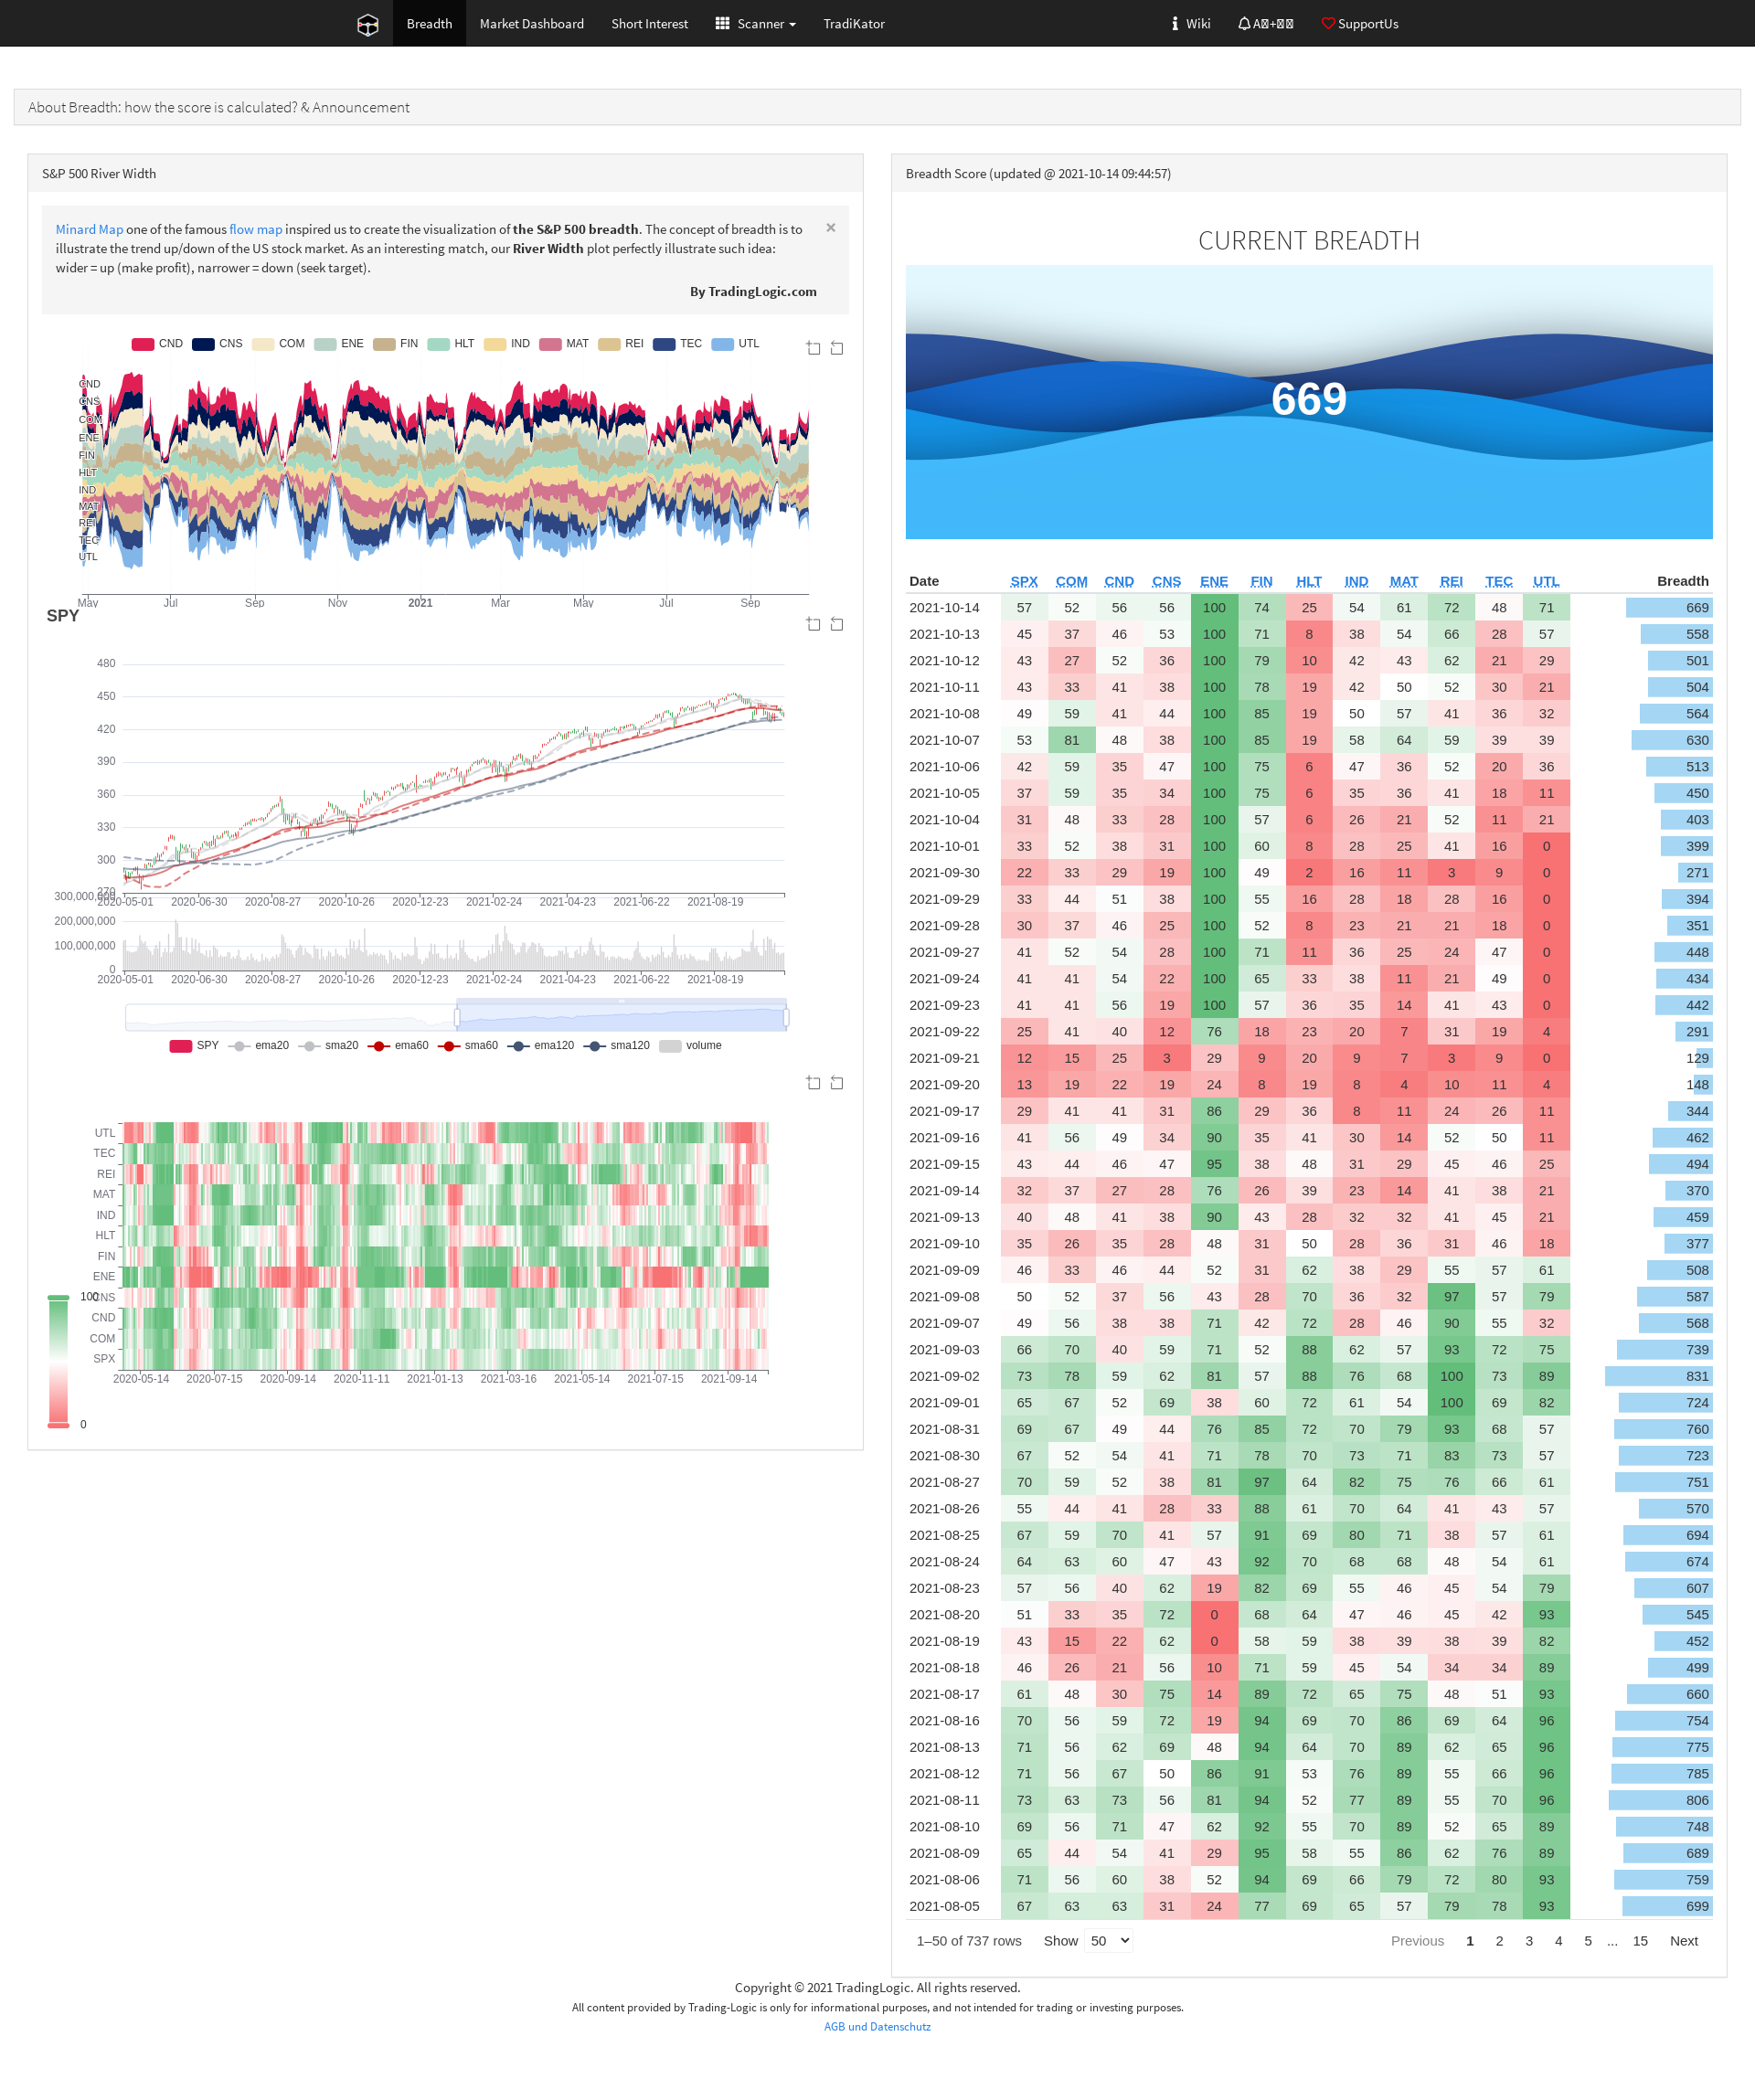 Breadth Market Dashboard Short Interest Scanner TradiKator Wiki SupportUs
About Breadth: how the score is calculated? & Announcement
S&P 500 River Width
Minard Map one of the famous flow map inspired us to create the visualization of the S&P 500 breadth. The concept of breadth is to
illustrate the trend up/down of the US stock market. As an interesting match, our River Width plot perfectly illustrate such idea:
wider = up (make profit), narrower = down (seek target).
×
By TradingLogic.com
CND CNS COM ENE FIN HLT IND MAT REI TEC UTL
CND
CNS
COM
ENE
FIN
HLT
IND
MAT
REI
TEC
UTL
May Jul Sep Nov 2021 Mar May Jul Sep
SPY
480
450
420
390
360
330
300
270
2020-05-01 2020-06-30 2020-08-27 2020-10-26 2020-12-23 2021-02-24 2021-04-23 2021-06-22 2021-08-19
300,000,000
200,000,000
100,000,000
0
2020-05-01 2020-06-30 2020-08-27 2020-10-26 2020-12-23 2021-02-24 2021-04-23 2021-06-22 2021-08-19
SPY ema20 sma20 ema60 sma60 ema120 sma120 volume
UTL
TEC
REI
MAT
IND
HLT
FIN
ENE
CNS
CND
COM
SPX
2020-05-14 2020-07-15 2020-09-14 2020-11-11 2021-01-13 2021-03-16 2021-05-14 2021-07-15 2021-09-14
100
0
Breadth Score (updated @ 2021-10-14 09:44:57)
CURRENT BREADTH
669
Date SPX COM CND CNS ENE FIN HLT IND MAT REI TEC UTL Breadth
2021-10-14 57 52 56 56 100 74 25 54 61 72 48 71 669
2021-10-13 45 37 46 53 100 71 8 38 54 66 28 57 558
2021-10-12 43 27 52 36 100 79 10 42 43 62 21 29 501
2021-10-11 43 33 41 38 100 78 19 42 50 52 30 21 504
2021-10-08 49 59 41 44 100 85 19 50 57 41 36 32 564
2021-10-07 53 81 48 38 100 85 19 58 64 59 39 39 630
2021-10-06 42 59 35 47 100 75 6 47 36 52 20 36 513
2021-10-05 37 59 35 34 100 75 6 35 36 41 18 11 450
2021-10-04 31 48 33 28 100 57 6 26 21 52 11 21 403
2021-10-01 33 52 38 31 100 60 8 28 25 41 16 0 399
2021-09-30 22 33 29 19 100 49 2 16 11 3 9 0 271
2021-09-29 33 44 51 38 100 55 16 28 18 28 16 0 394
2021-09-28 30 37 46 25 100 52 8 23 21 21 18 0 351
2021-09-27 41 52 54 28 100 71 11 36 25 24 47 0 448
2021-09-24 41 41 54 22 100 65 33 38 11 21 49 0 434
2021-09-23 41 41 56 19 100 57 36 35 14 41 43 0 442
2021-09-22 25 41 40 12 76 18 23 20 7 31 19 4 291
2021-09-21 12 15 25 3 29 9 20 9 7 3 9 0 129
2021-09-20 13 19 22 19 24 8 19 8 4 10 11 4 148
2021-09-17 29 41 41 31 86 29 36 8 11 24 26 11 344
2021-09-16 41 56 49 34 90 35 41 30 14 52 50 11 462
2021-09-15 43 44 46 47 95 38 48 31 29 45 46 25 494
2021-09-14 32 37 27 28 76 26 39 23 14 41 38 21 370
2021-09-13 40 48 41 38 90 43 28 32 32 41 45 21 459
2021-09-10 35 26 35 28 48 31 50 28 36 31 46 18 377
2021-09-09 46 33 46 44 52 31 62 38 29 55 57 61 508
2021-09-08 50 52 37 56 43 28 70 36 32 97 57 79 587
2021-09-07 49 56 38 38 71 42 72 28 46 90 55 32 568
2021-09-03 66 70 40 59 71 52 88 62 57 93 72 75 739
2021-09-02 73 78 59 62 81 57 88 76 68 100 73 89 831
2021-09-01 65 67 52 69 38 60 72 61 54 100 69 82 724
2021-08-31 69 67 49 44 76 85 72 70 79 93 68 57 760
2021-08-30 67 52 54 41 71 78 70 73 71 83 73 57 723
2021-08-27 70 59 52 38 81 97 64 82 75 76 66 61 751
2021-08-26 55 44 41 28 33 88 61 70 64 41 43 57 570
2021-08-25 67 59 70 41 57 91 69 80 71 38 57 61 694
2021-08-24 64 63 60 47 43 92 70 68 68 48 54 61 674
2021-08-23 57 56 40 62 19 82 69 55 46 45 54 79 607
2021-08-20 51 33 35 72 0 68 64 47 46 45 42 93 545
2021-08-19 43 15 22 62 0 58 59 38 39 38 39 82 452
2021-08-18 46 26 21 56 10 71 59 45 54 34 34 89 499
2021-08-17 61 48 30 75 14 89 72 65 75 48 51 93 660
2021-08-16 70 56 59 72 19 94 69 70 86 69 64 96 754
2021-08-13 71 56 62 69 48 94 64 70 89 62 65 96 775
2021-08-12 71 56 67 50 86 91 53 76 89 55 66 96 785
2021-08-11 73 63 73 56 81 94 52 77 89 55 70 96 806
2021-08-10 69 56 71 47 62 92 55 70 89 52 65 89 748
2021-08-09 65 44 54 41 29 95 58 55 86 62 76 89 689
2021-08-06 71 56 60 38 52 94 69 66 79 72 80 93 759
2021-08-05 67 63 63 31 24 77 69 65 57 79 78 93 699
1–50 of 737 rows Show 50 Previous 1 2 3 4 5 ... 15 Next
Copyright © 2021 TradingLogic. All rights reserved.
All content provided by Trading-Logic is only for informational purposes, and not intended for trading or investing purposes.
AGB und Datenschutz